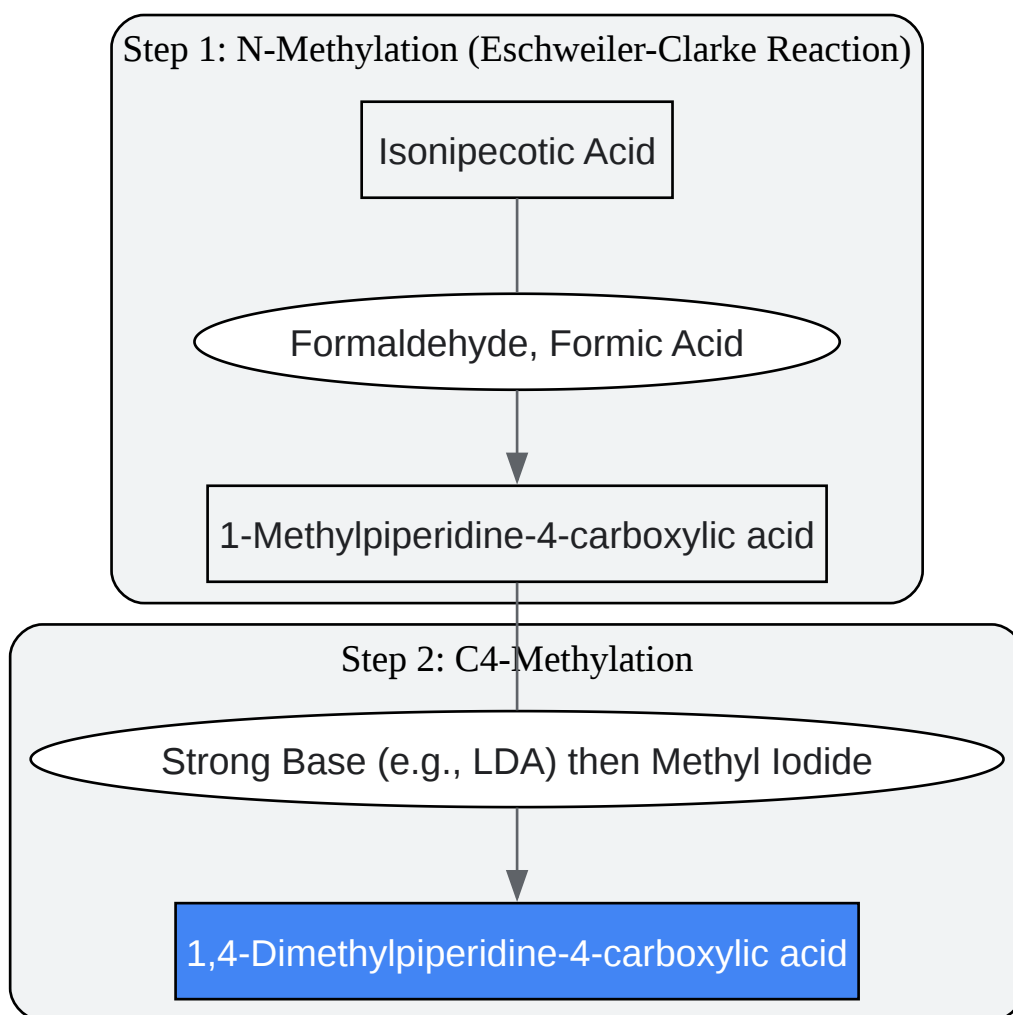 Step 1: N-Methylation (Eschweiler-Clarke Reaction)
Isonipecotic Acid
Formaldehyde, Formic Acid
1-Methylpiperidine-4-carboxylic acid
Step 2: C4-Methylation
Strong Base (e.g., LDA) then Methyl Iodide
1,4-Dimethylpiperidine-4-carboxylic acid